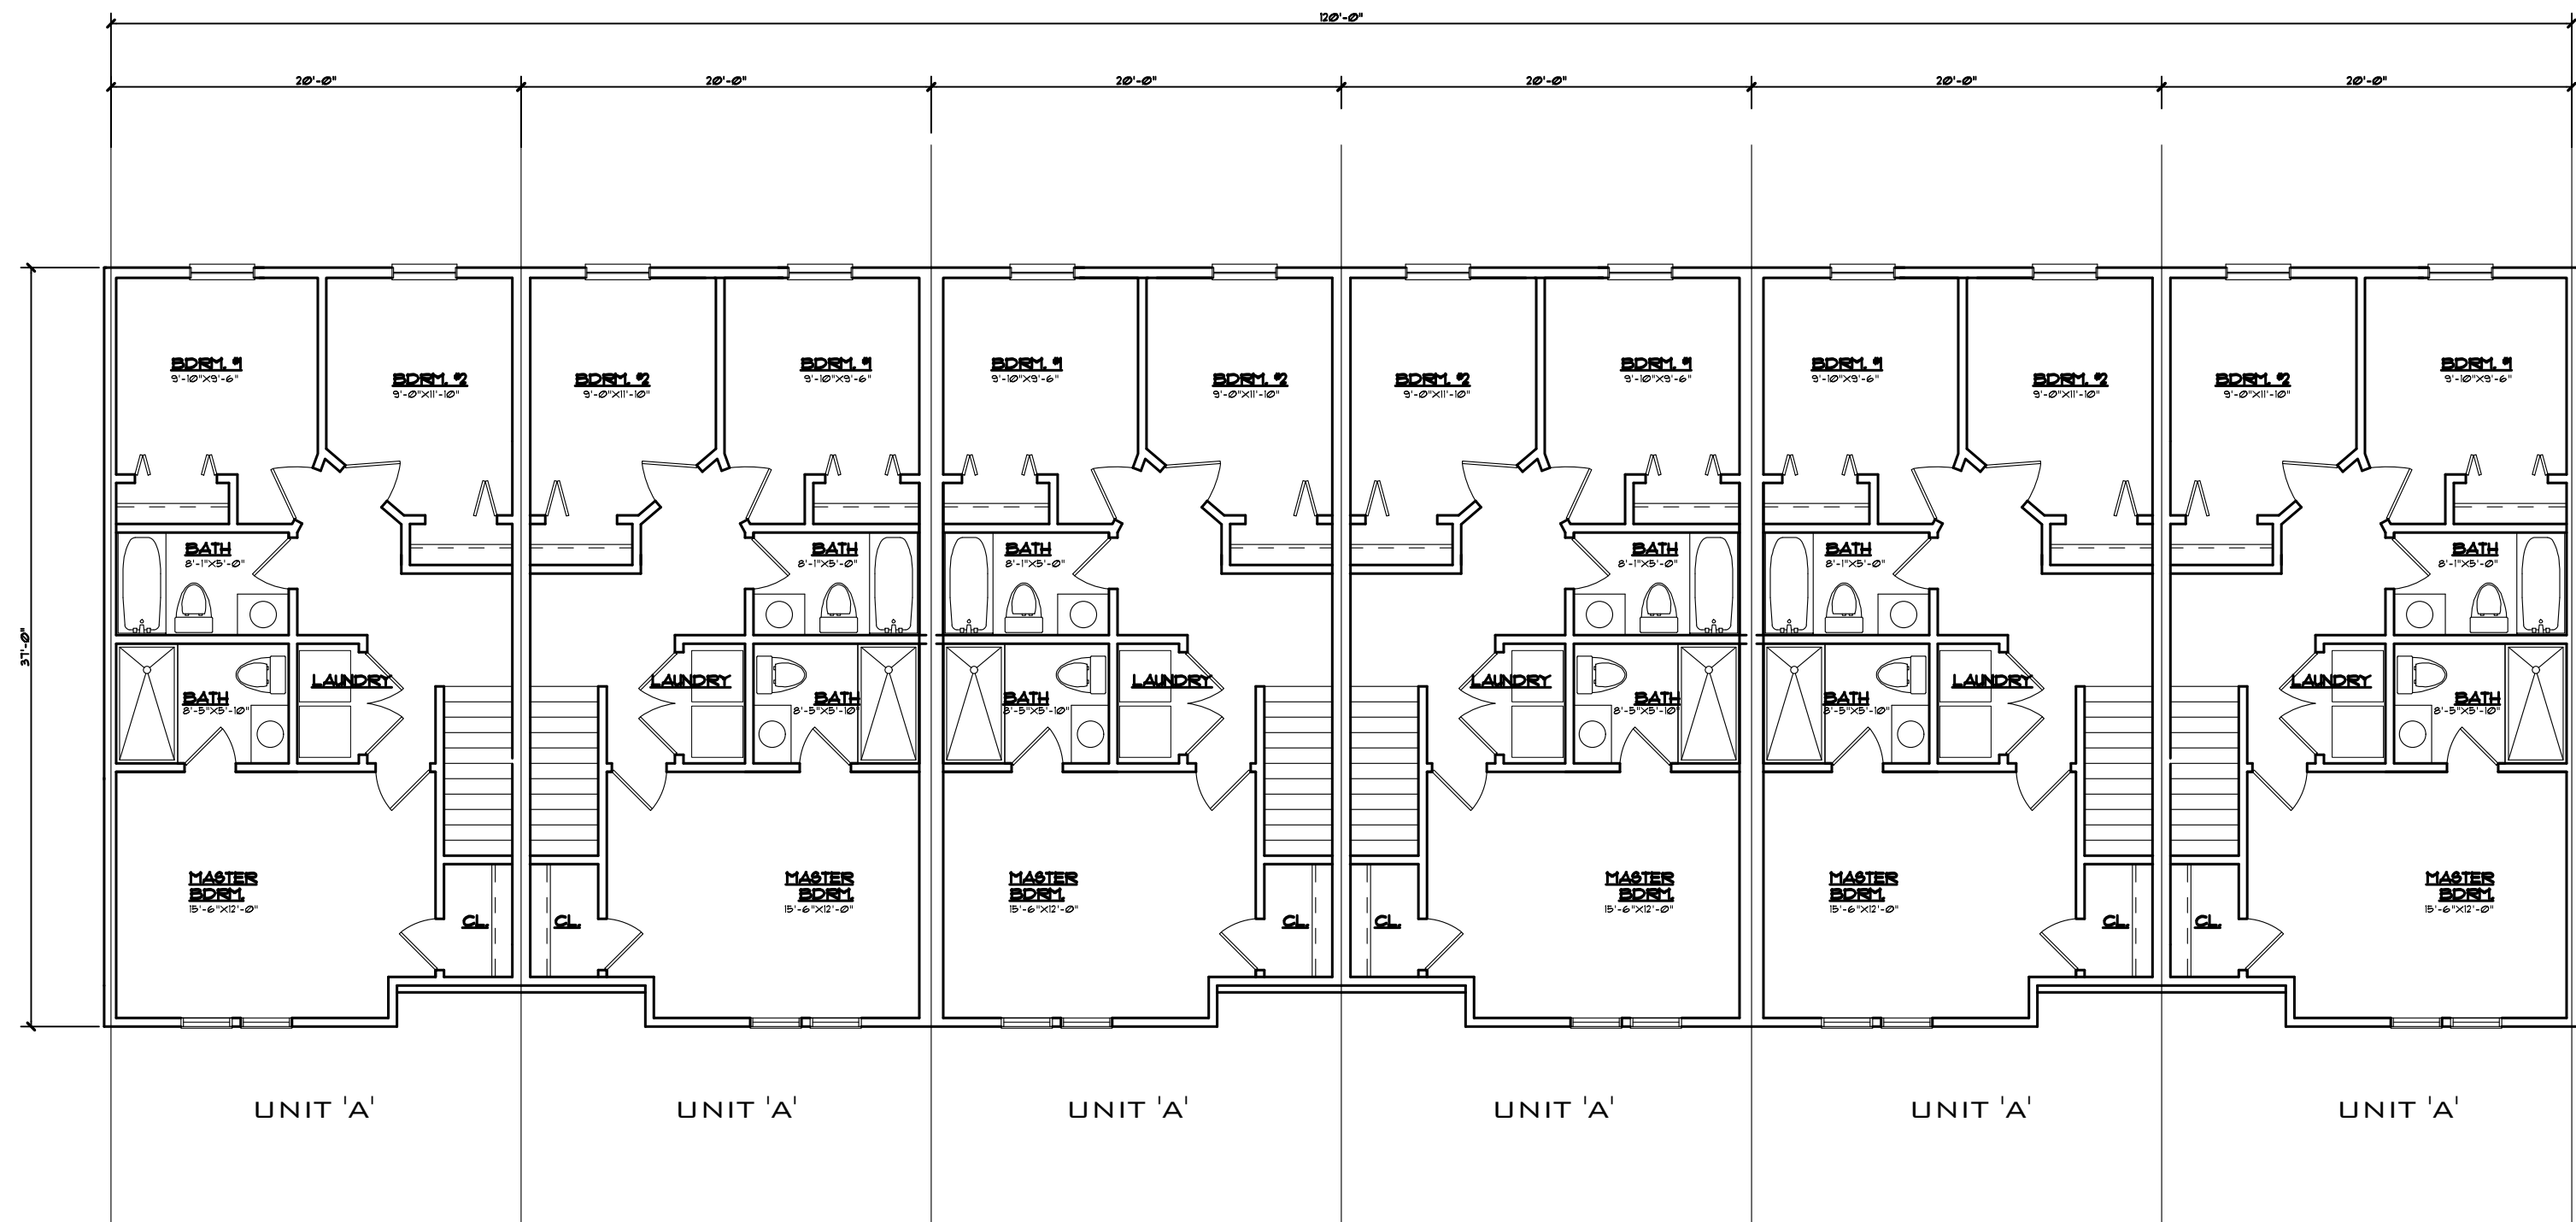 120'-0"
20'-0" 20'-0" 20'-0" 20'-0" 20'-0" 20'-0"
37'-0"
BDRM. #1
9'-10"X9'-6"
BDRM. #2
9'-0"X11'-10"
BATH
8'-1"X5'-0"
BATH
8'-5"X5'-10"
LAUNDRY
MASTER
BDRM.
15'-6"X12'-0"
CL.
UNIT 'A'
BDRM. #2
9'-0"X11'-10"
BDRM. #1
9'-10"X9'-6"
BATH
8'-1"X5'-0"
LAUNDRY
BATH
8'-5"X5'-10"
MASTER
BDRM.
15'-6"X12'-0"
CL.
UNIT 'A'
BDRM. #1
9'-10"X9'-6"
BDRM. #2
9'-0"X11'-10"
BATH
8'-1"X5'-0"
BATH
8'-5"X5'-10"
LAUNDRY
MASTER
BDRM.
15'-6"X12'-0"
CL.
UNIT 'A'
BDRM. #2
9'-0"X11'-10"
BDRM. #1
9'-10"X9'-6"
BATH
8'-1"X5'-0"
LAUNDRY
BATH
8'-5"X5'-10"
MASTER
BDRM.
15'-6"X12'-0"
CL.
UNIT 'A'
BDRM. #1
9'-10"X9'-6"
BDRM. #2
9'-0"X11'-10"
BATH
8'-1"X5'-0"
BATH
8'-5"X5'-10"
LAUNDRY
MASTER
BDRM.
15'-6"X12'-0"
CL.
UNIT 'A'
BDRM. #2
9'-0"X11'-10"
BDRM. #1
9'-10"X9'-6"
BATH
8'-1"X5'-0"
LAUNDRY
BATH
8'-5"X5'-10"
MASTER
BDRM.
15'-6"X12'-0"
CL.
UNIT 'A'